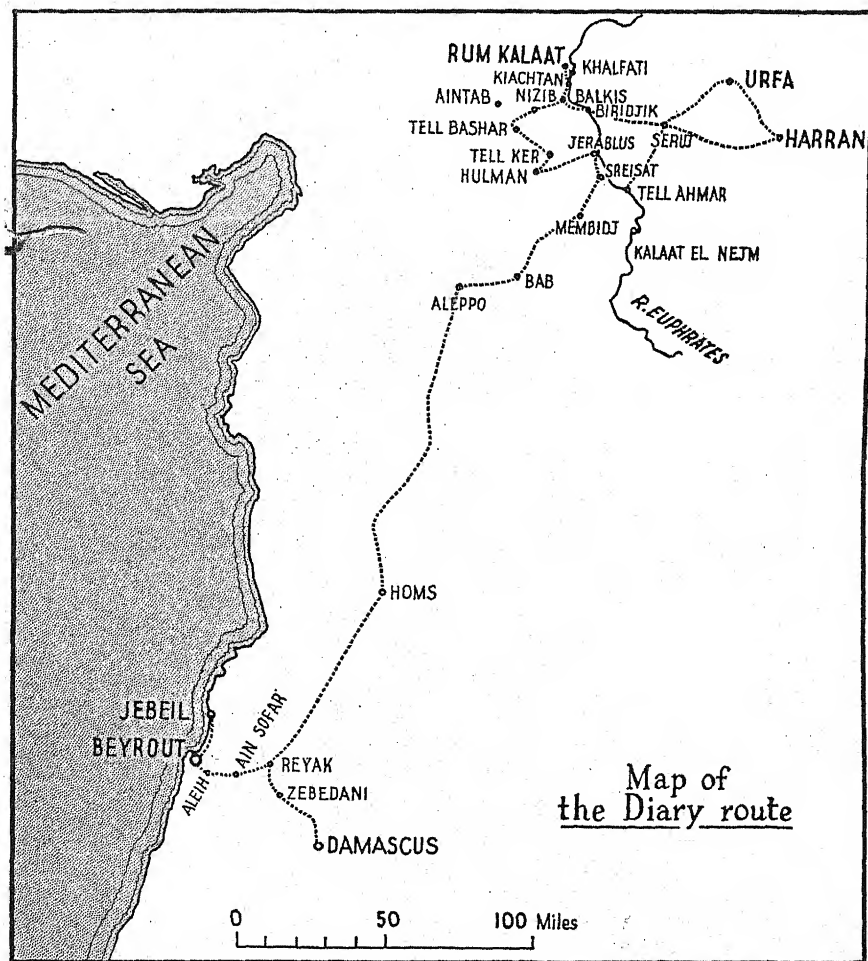 RUM KALAAT
KHALFATI
KIACHTAN
URFA
AINTAB
NIZIB
BALKIS
BIRIDJIK
TELL BASHAR
JERABLUS
SERUJ
HARRAN
TELL KER
HULMAN
SREISAT
TELL AHMAR
MEMBIDJ
KALAAT EL NEJM
BAB
ALEPPO
R. EUPHRATES
MEDITERRANEAN
SEA
HOMS
JEBEIL
BEYROUT
ALEIH
AIN SOFAR
REYAK
ZEBEDANI
DAMASCUS
Map of
the Diary route
0 50 100 Miles